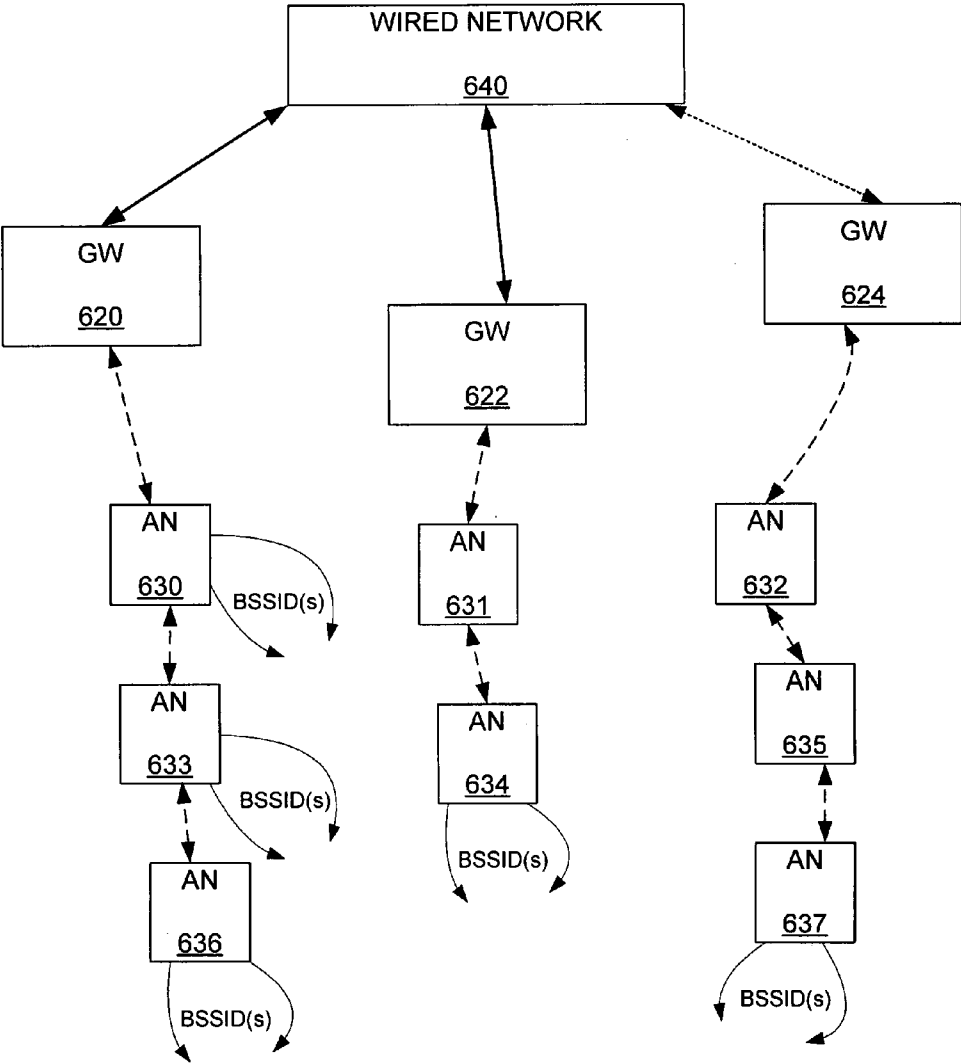 WIRED NETWORK
640
GW
620
GW
622
GW
624
AN
630
BSSID(s)
AN
631
AN
632
AN
633
BSSID(s)
AN
634
BSSID(s)
AN
635
AN
636
BSSID(s)
AN
637
BSSID(s)